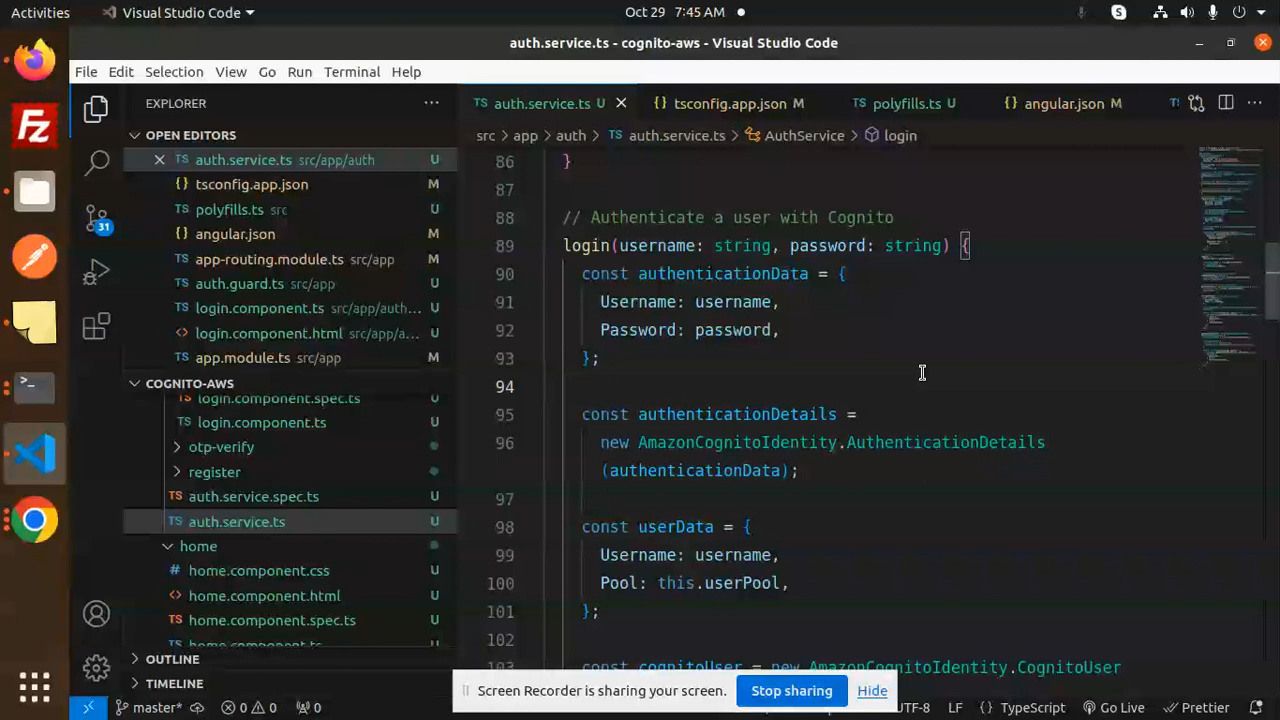 Activities
Visual Studio Code
Oct 29 7:45 AM
auth.service.ts - cognito-aws - Visual Studio Code
File Edit Selection View Go Run Terminal Help
EXPLORER
auth.service.ts U
tsconfig.app.json M
polyfills.ts U
angular.json M
OPEN EDITORS
src > app > auth > auth.service.ts > AuthService > login
auth.service.ts src/app/auth U
tsconfig.app.json M
polyfills.ts src U
angular.json M
app-routing.module.ts src/app M
auth.guard.ts src/app U
login.component.ts src/app/auth... U
login.component.html src/app/a... U
app.module.ts src/app M
COGNITO-AWS
login.component.spec.ts U
login.component.ts U
otp-verify
register
auth.service.spec.ts U
auth.service.ts U
home
home.component.css U
home.component.html U
home.component.spec.ts U
home.component.ts U
OUTLINE
TIMELINE
31
86 }
87
88 // Authenticate a user with Cognito
89 login(username: string, password: string) {
90 const authenticationData = {
91 Username: username,
92 Password: password,
93 };
94
95 const authenticationDetails =
96 new AmazonCognitoIdentity.AuthenticationDetails
(authenticationData);
97
98 const userData = {
99 Username: username,
100 Pool: this.userPool,
101 };
102
103 const cognitoUser = new AmazonCognitoIdentity.CognitoUser
Screen Recorder is sharing your screen. Stop sharing Hide
master* 0 0 0 UTF-8 LF TypeScript Go Live Prettier